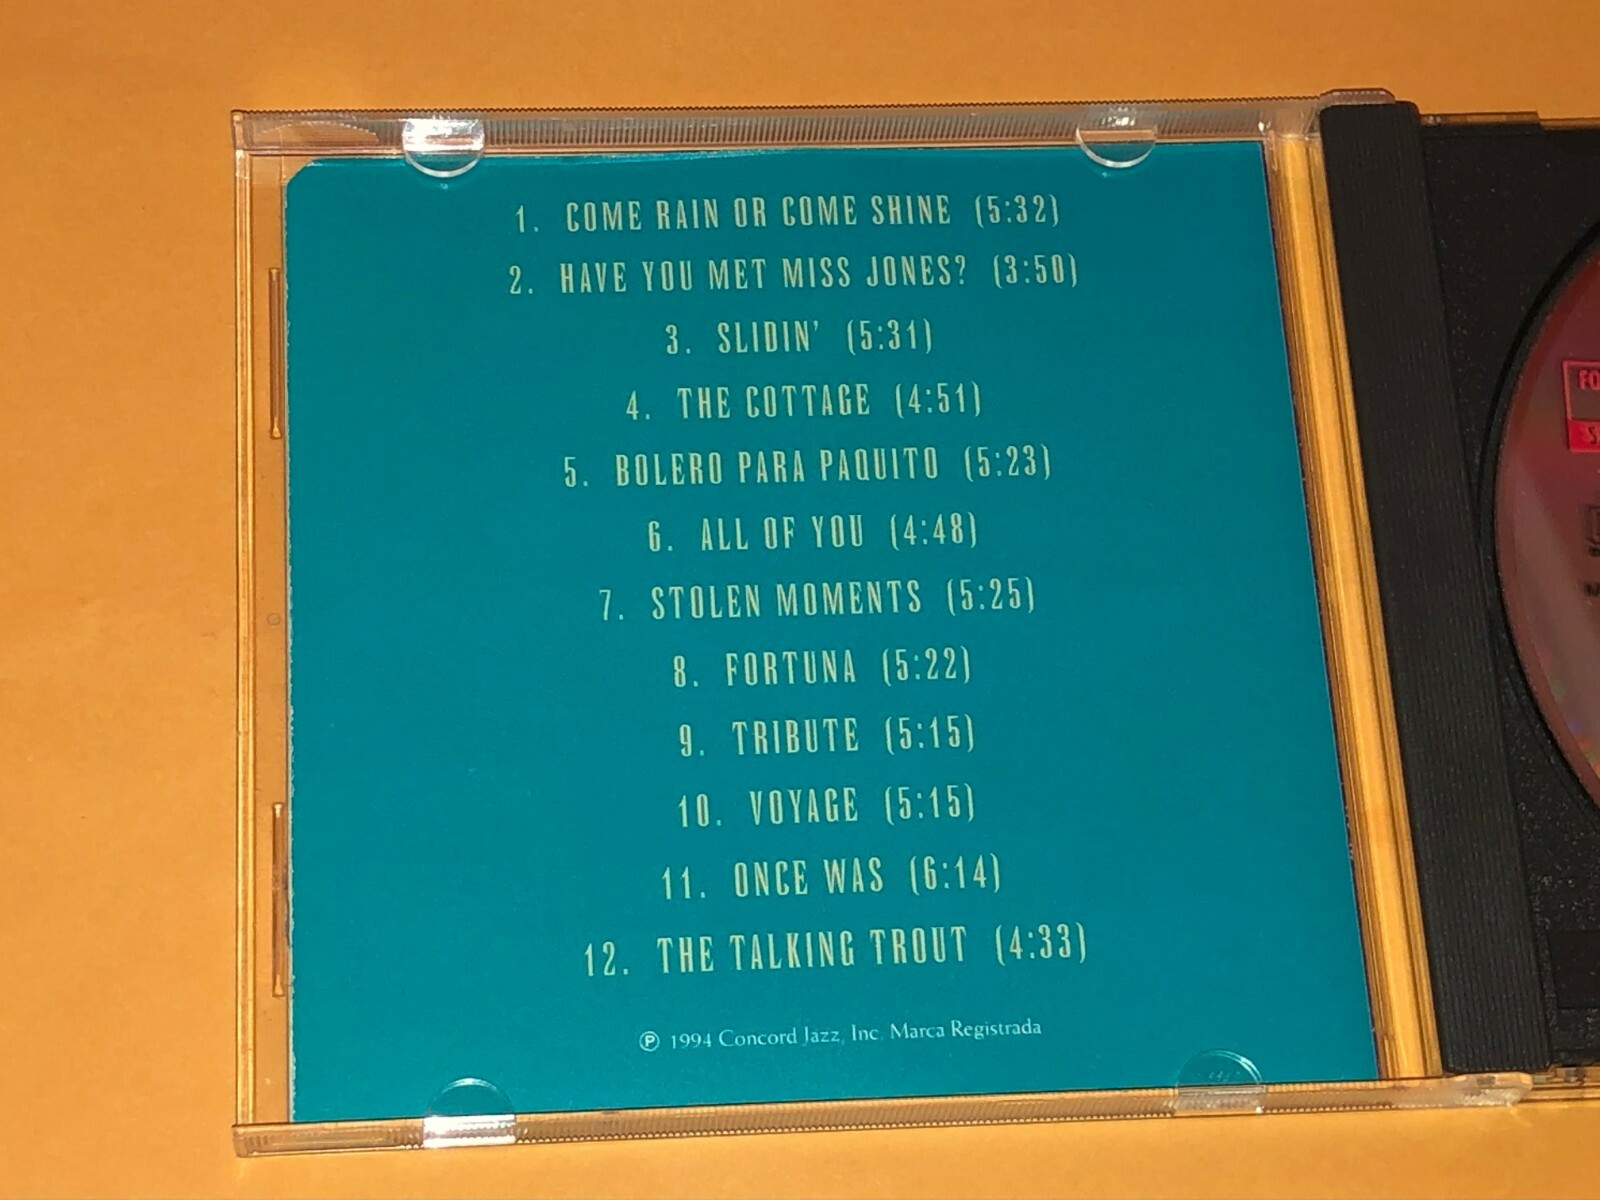 1. COME RAIN OR COME SHINE (5:32)
2. HAVE YOU MET MISS JONES? (3:50)
3. SLIDIN' (5:31)
4. THE COTTAGE (4:51)
5. BOLERO PARA PAQUITO (5:23)
6. ALL OF YOU (4:48)
7. STOLEN MOMENTS (5:25)
8. FORTUNA (5:22)
9. TRIBUTE (5:15)
10. VOYAGE (5:15)
11. ONCE WAS (6:14)
12. THE TALKING TROUT (4:33)
℗ 1994 Concord Jazz, Inc. Marca Registrada